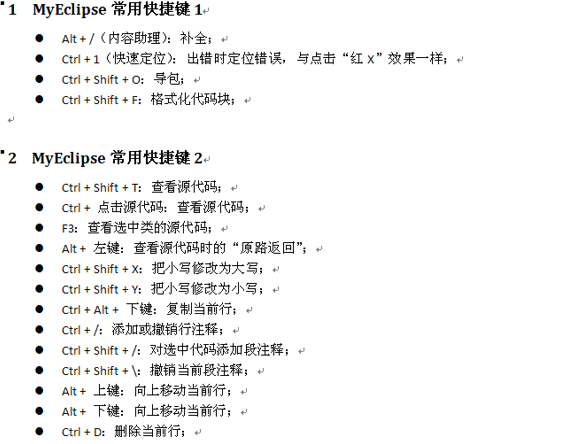 1 MyEclipse 常用快捷键 1
● Alt + /（内容助理）：补全；
● Ctrl + 1（快速定位）：出错时定位错误，与点击“红 X”效果一样；
● Ctrl + Shift + O：导包；
● Ctrl + Shift + F：格式化代码块；
2 MyEclipse 常用快捷键 2
● Ctrl + Shift + T：查看源代码；
● Ctrl + 点击源代码：查看源代码；
● F3：查看选中类的源代码；
● Alt + 左键：查看源代码时的“原路返回”；
● Ctrl + Shift + X：把小写修改为大写；
● Ctrl + Shift + Y：把小写修改为小写；
● Ctrl + Alt + 下键：复制当前行；
● Ctrl + /：添加或撤销行注释；
● Ctrl + Shift + /：对选中代码添加段注释；
● Ctrl + Shift + \：撤销当前段注释；
● Alt + 上键：向上移动当前行；
● Alt + 下键：向上移动当前行；
● Ctrl + D：删除当前行；